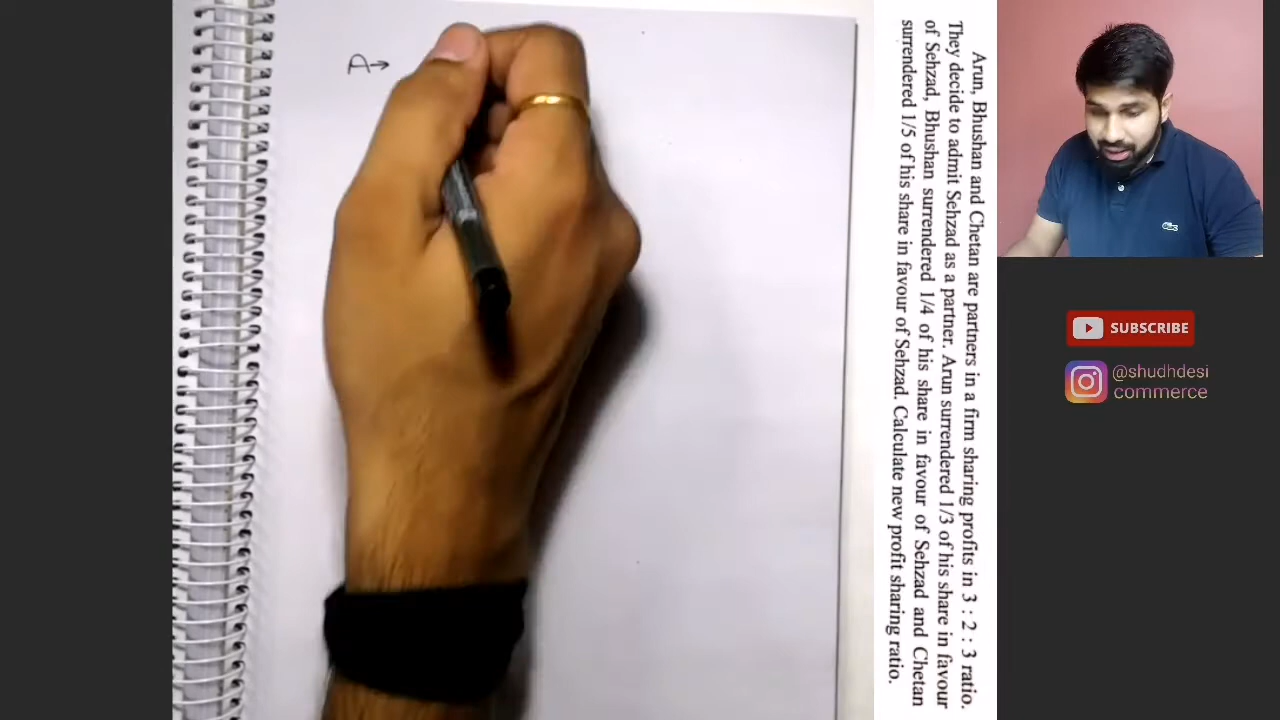 A→
Arun, Bhushan and Chetan are partners in a firm sharing profits in 3 : 2 : 3 ratio.
They decide to admit Sehzad as a partner. Arun surrendered 1/3 of his share in favour
of Sehzad, Bhushan surrendered 1/4 of his share in favour of Sehzad and Chetan
surrendered 1/5 of his share in favour of Sehzad. Calculate new profit sharing ratio.
SUBSCRIBE
@shudhdesi
commerce